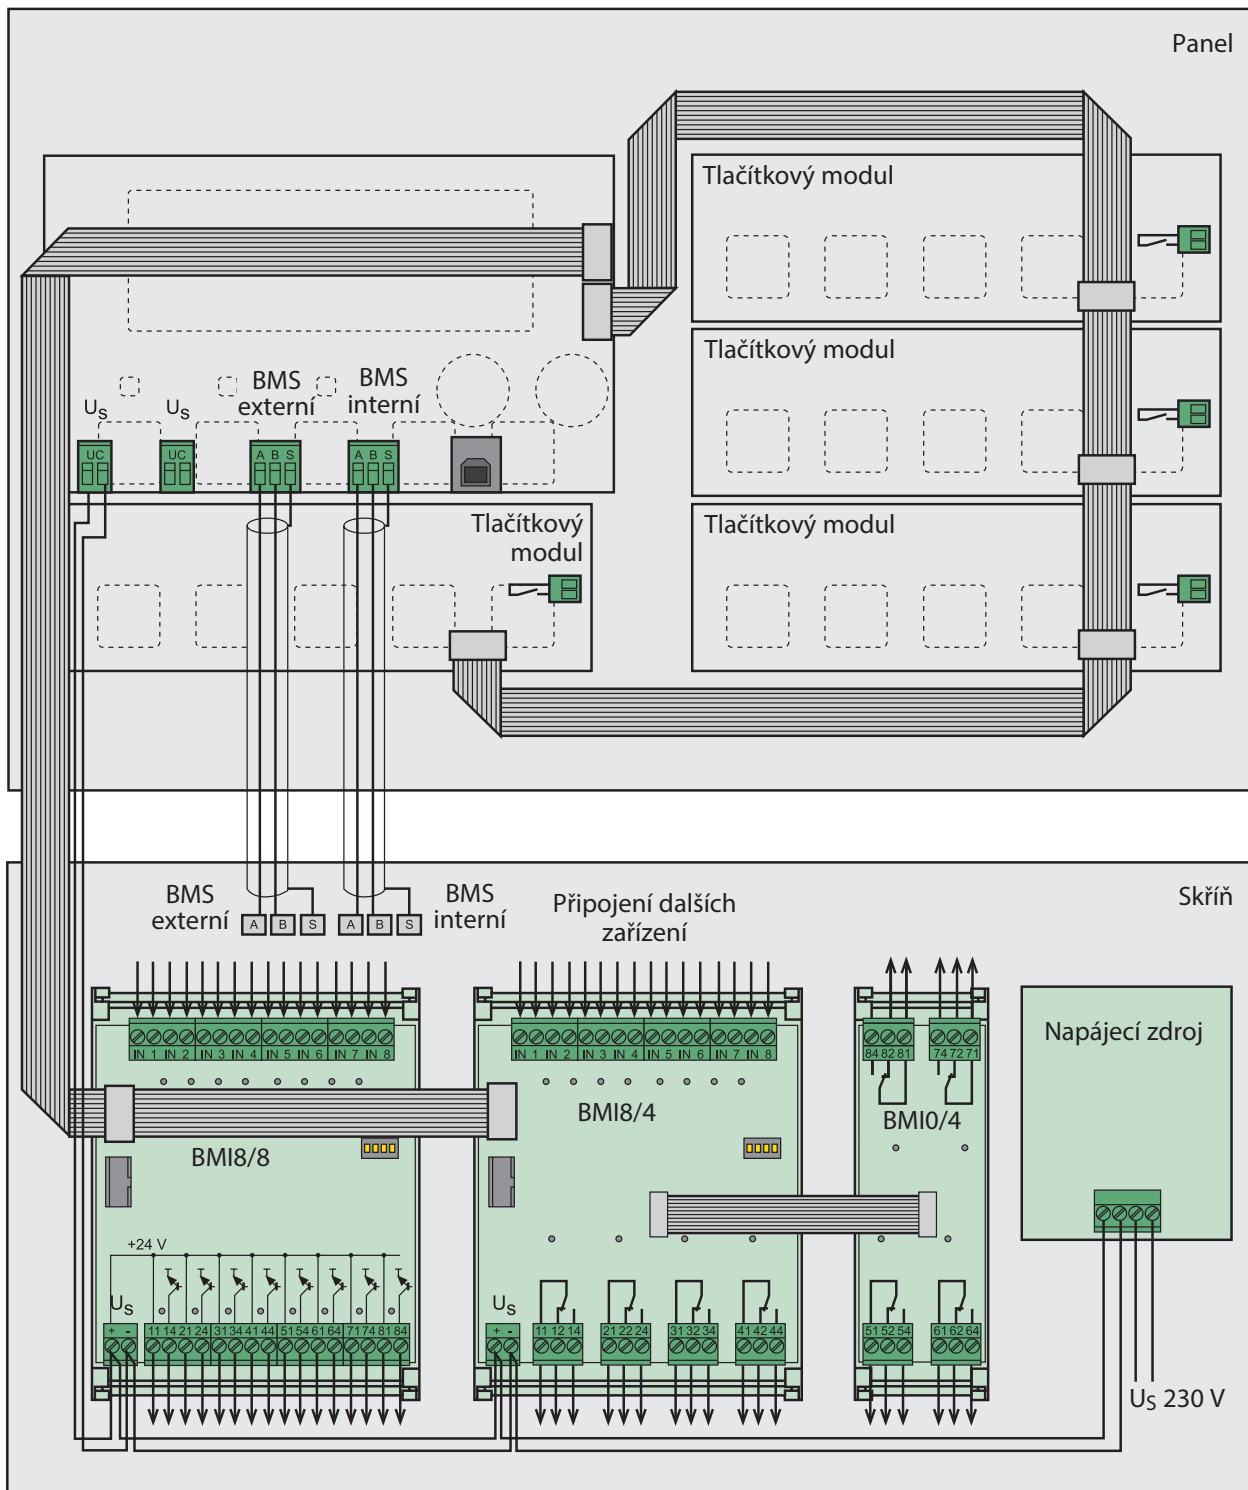 Panel
Tlačítkový modul
Tlačítkový modul
Tlačítkový modul
BMS
externí
BMS
interní
US
US
UC
UC
A B S
A B S
Tlačítkový
modul
Skříň
BMS
externí
A B S
A B S
BMS
interní
Připojení dalších
zařízení
IN 1 IN 2 IN 3 IN 4 IN 5 IN 6 IN 7 IN 8
IN 1 IN 2 IN 3 IN 4 IN 5 IN 6 IN 7 IN 8
84 82 81
74 72 71
Napájecí zdroj
BMI8/8
BMI8/4
BMI0/4
+24 V
US
+ -
11 14 21 24 31 34 41 44 51 54 61 64 71 74 81 84
US
+ -
11 12 14
21 22 24
31 32 34
41 42 44
51 52 54
61 62 64
US 230 V